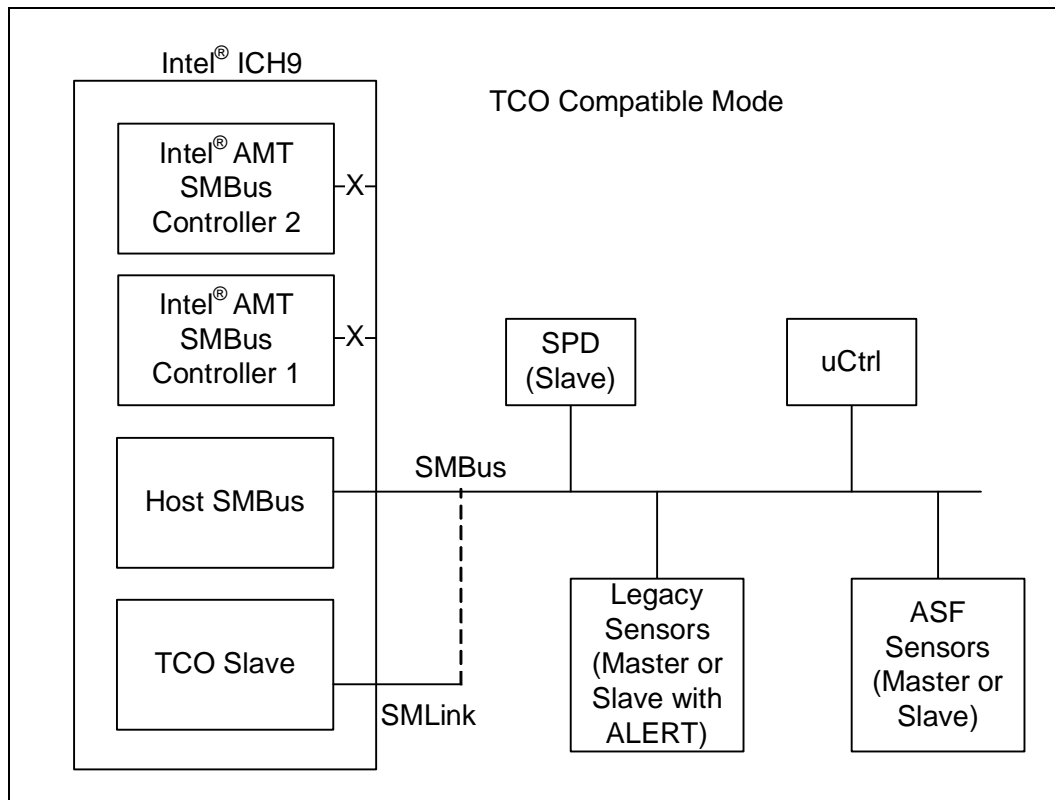 Intel® ICH9
TCO Compatible Mode
Intel® AMT
SMBus
Controller 2
X
Intel® AMT
SMBus
Controller 1
X
SPD
(Slave)
uCtrl
SMBus
Host SMBus
Legacy
Sensors
(Master or
Slave with
ALERT)
ASF
Sensors
(Master or
Slave)
TCO Slave
SMLink